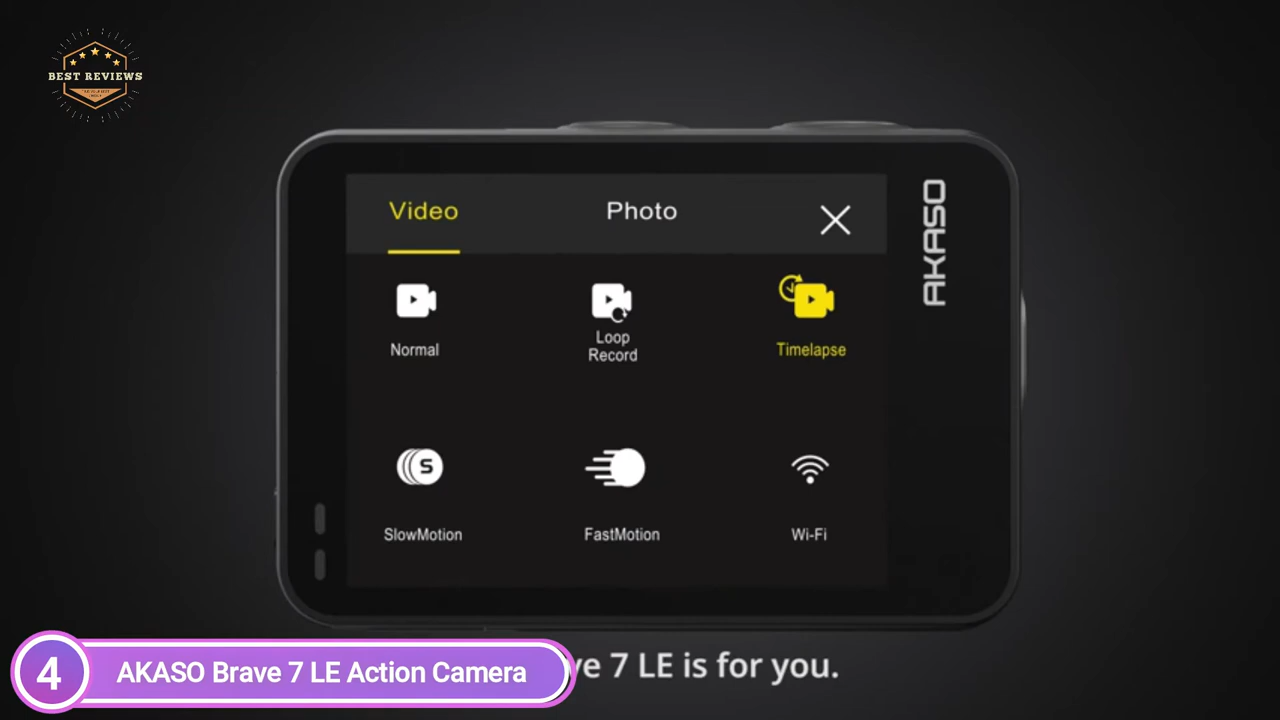 BEST REVIEWS
Video
Photo
AKASO
Normal
Loop
Record
Timelapse
S
SlowMotion
FastMotion
Wi-Fi
4
AKASO Brave 7 LE Action Camera
ve 7 LE is for you.